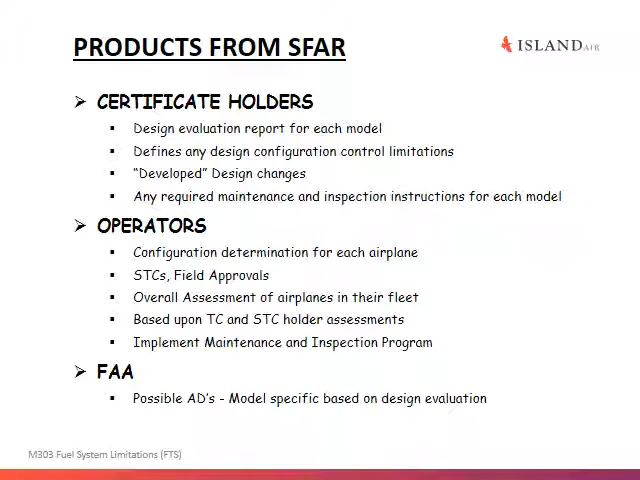 PRODUCTS FROM SFAR
ISLAND AIR
➢ CERTIFICATE HOLDERS
▪ Design evaluation report for each model
▪ Defines any design configuration control limitations
▪ “Developed” Design changes
▪ Any required maintenance and inspection instructions for each model
➢ OPERATORS
▪ Configuration determination for each airplane
▪ STCs, Field Approvals
▪ Overall Assessment of airplanes in their fleet
▪ Based upon TC and STC holder assessments
▪ Implement Maintenance and Inspection Program
➢ FAA
▪ Possible AD’s - Model specific based on design evaluation
M303 Fuel System Limitations (FTS)